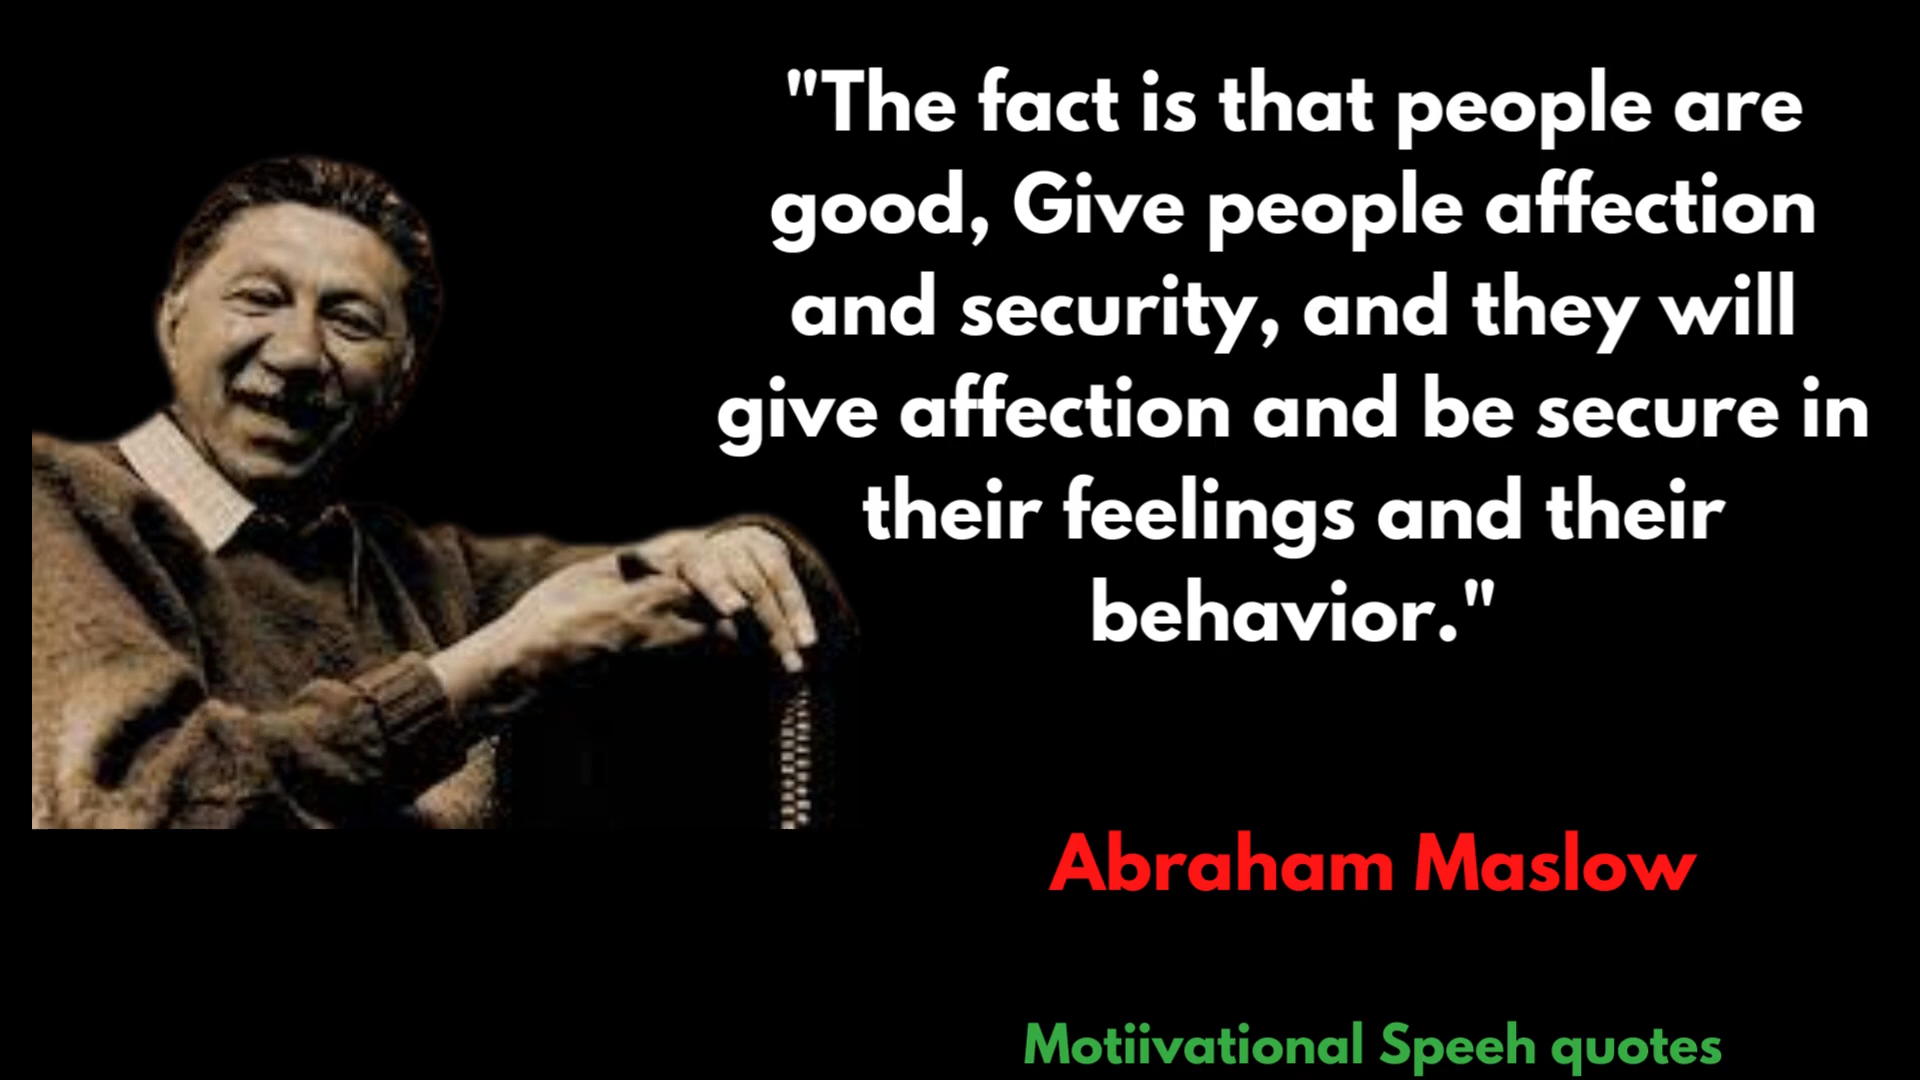 "The fact is that people are
good, Give people affection
and security, and they will
give affection and be secure in
their feelings and their
behavior."
Abraham Maslow
Motiivational Speeh quotes